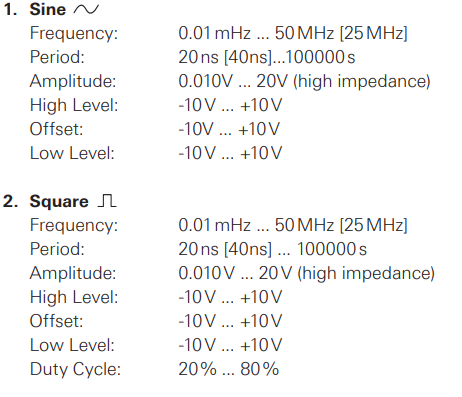 1. Sine
Frequency: 0.01 mHz ... 50 MHz [25 MHz]
Period: 20 ns [40ns]...100000 s
Amplitude: 0.010V ... 20V (high impedance)
High Level: -10 V ... +10 V
Offset: -10V ... +10 V
Low Level: -10 V ... +10 V
2. Square
Frequency: 0.01 mHz ... 50 MHz [25 MHz]
Period: 20 ns [40ns] ... 100000 s
Amplitude: 0.010 V ... 20 V (high impedance)
High Level: -10 V ... +10 V
Offset: -10 V ... +10 V
Low Level: -10 V ... +10 V
Duty Cycle: 20 % ... 80 %